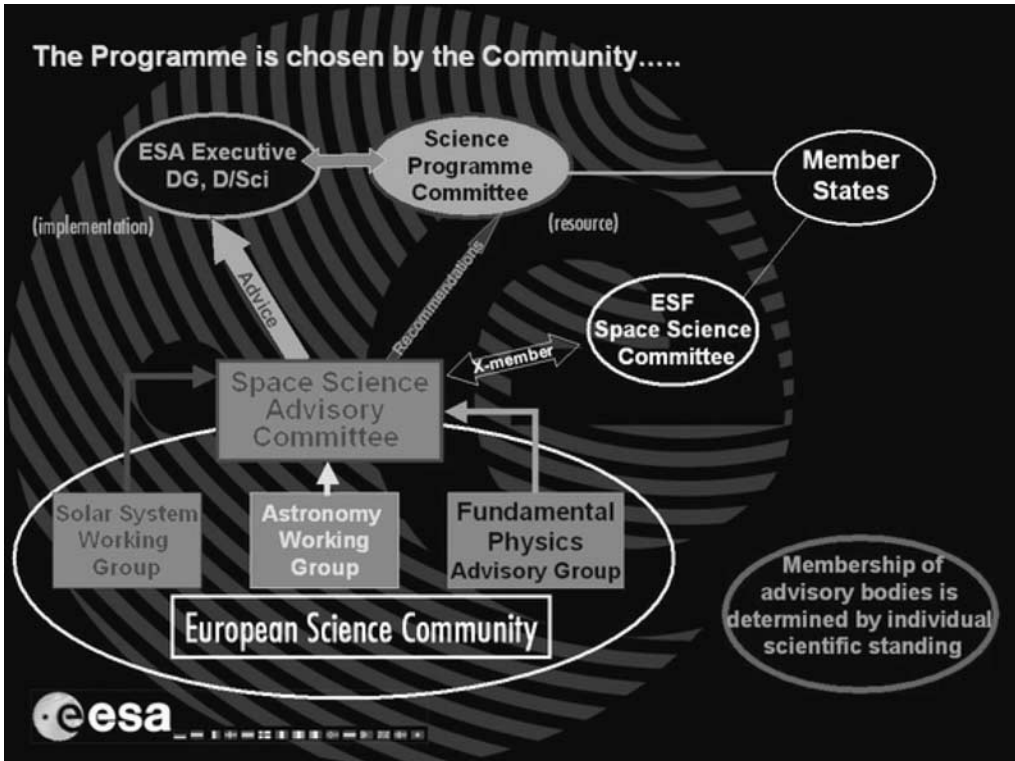 The Programme is chosen by the Community.....
ESA Executive
DG, D/Sci
Science
Programme
Committee
Member
States
(implementation)
(resource)
Advice
Recommendations
ESF
Space Science
Committee
X-member
Space Science
Advisory
Committee
Solar System
Working
Group
Astronomy
Working
Group
Fundamental
Physics
Advisory Group
European Science Community
Membership of
advisory bodies is
determined by individual
scientific standing
eesa